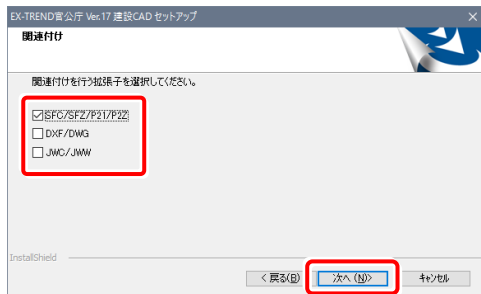 EX-TREND官公庁 Ver.17 建設CAD セットアップ
関連付け
関連付けを行う拡張子を選択してください。
SFC/SFZ/P21/P2Z
DXF/DWG
JWC/JWW
InstallShield
< 戻る(B) 次へ (N)> キャンセル